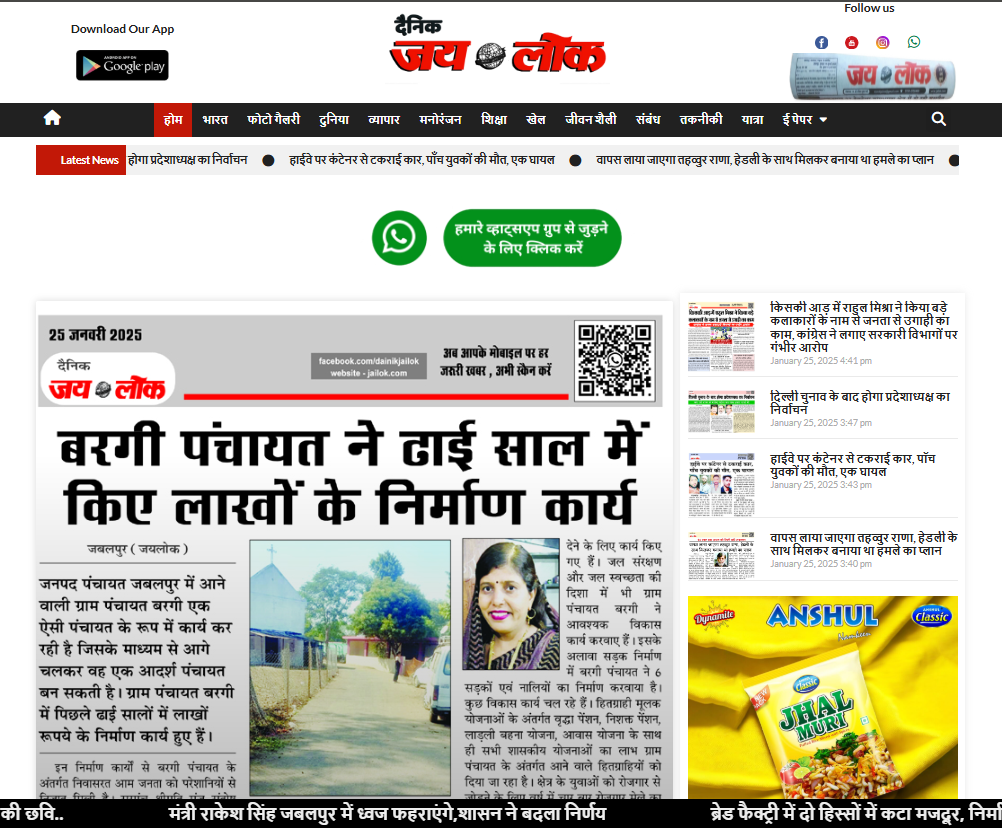 Download Our App
ANDROID APP ON
Google play
दैनिक
जय लोक
Follow us
जय लोक
होम भारत फोटो गैलरी दुनिया व्यापार मनोरंजन शिक्षा खेल जीवन शैली संबंध तकनीकी यात्रा ई पेपर
Latest News होगा प्रदेशाध्यक्ष का निर्वाचन ● हाईवे पर कंटेनर से टकराई कार, पाँच युवकों की मौत, एक घायल ● वापस लाया जाएगा तहव्वुर राणा, हेडली के साथ मिलकर बनाया था हमले का प्लान ●
हमारे व्हाट्सएप ग्रुप से जुड़ने
के लिए क्लिक करें
25 जनवरी 2025
दैनिक
जय लोक
facebook.com/dainikjailok
website - jailok.com
अब आपके मोबाइल पर हर
जरुरी खबर , अभी स्केन करें
बरगी पंचायत ने ढाई साल में
किए लाखों के निर्माण कार्य
जबलपुर ( जयलोक )
जनपद पंचायत जबलपुर में आने
वाली ग्राम पंचायत बरगी एक
ऐसी पंचायत के रूप में कार्य कर
रही है जिसके माध्यम से आगे
चलकर वह एक आदर्श पंचायत
बन सकती है। ग्राम पंचायत बरगी
में पिछले ढाई सालों में लाखों
रूपये के निर्माण कार्य हुए हैं।
इन निर्माण कार्यों से बरगी पंचायत के
अंतर्गत निवासरत आम जनता को परेशानियों से
देने के लिए कार्य किए
गए हैं। जल संरक्षण
और जल स्वच्छता की
दिशा में भी ग्राम
पंचायत बरगी ने
आवश्यक विकास
कार्य करवाए हैं। इसके
अलावा सड़क निर्माण
में बरगी पंचायत ने 6
सड़कों एवं नालियों का निर्माण करवाया है।
कुछ विकास कार्य चल रहे हैं। हितग्राही मूलक
योजनाओं के अंतर्गत वृद्धा पेंशन, निशक्त पेंशन,
लाड़ली बहना योजना, आवास योजना के साथ
ही सभी शासकीय योजनाओं का लाभ ग्राम
पंचायत के अंतर्गत आने वाले हितग्राहियों को
दिया जा रहा है। क्षेत्र के युवाओं को रोजगार से
जोड़ने के लिए वर्ष में चार बार रोजगार मेले का
किसकी आड़ में राहुल मिश्रा ने किया बड़े
कलाकारों के नाम से जनता से उगाही का
काम, कांग्रेस ने लगाए सरकारी विभागों पर
गंभीर आरोप
January 25, 2025 4:41 pm
दिल्ली चुनाव के बाद होगा प्रदेशाध्यक्ष का
निर्वाचन
January 25, 2025 3:47 pm
हाईवे पर कंटेनर से टकराई कार, पाँच
युवकों की मौत, एक घायल
January 25, 2025 3:43 pm
वापस लाया जाएगा तहव्वुर राणा, हेडली के
साथ मिलकर बनाया था हमले का प्लान
January 25, 2025 3:40 pm
Dynamite
ANSHUL
Namkeen
ANSHUL
Classic
Classic
JHAL
MURI
की छवि.. मंत्री राकेश सिंह जबलपुर में ध्वज फहराएंगे,शासन ने बदला निर्णय ब्रेड फैक्ट्री में दो हिस्सों में कटा मजदूर,